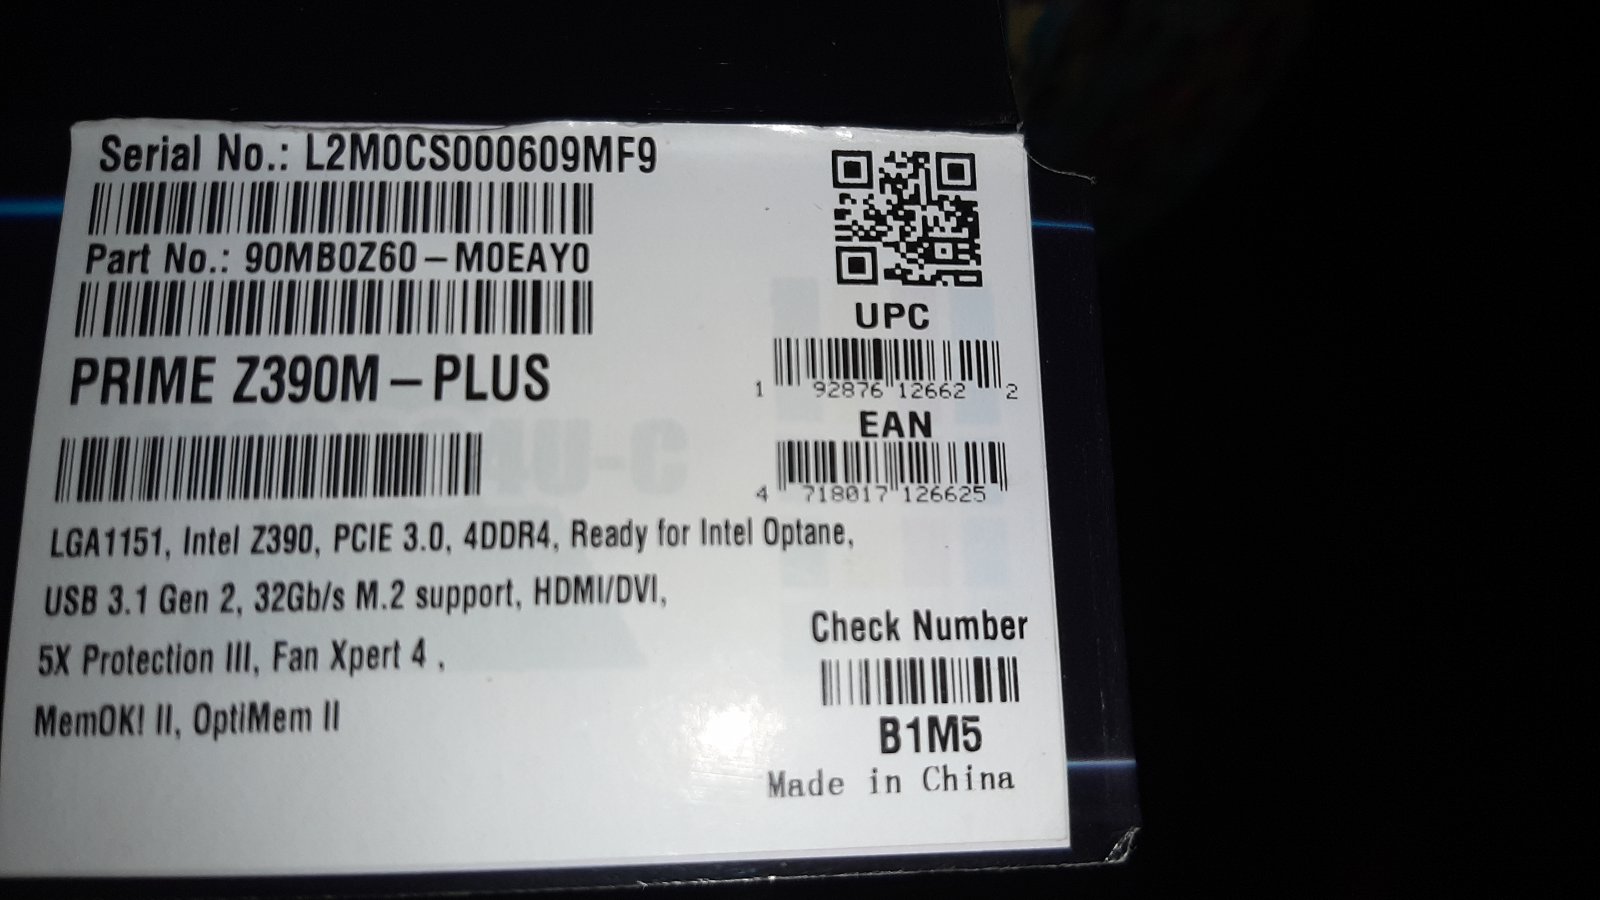 Serial No.: L2M0CS000609MF9
Part No.: 90MB0Z60-M0EAY0
PRIME Z390M-PLUS
LGA1151, Intel Z390, PCIE 3.0, 4DDR4, Ready for Intel Optane,
USB 3.1 Gen 2, 32Gb/s M.2 support, HDMI/DVI,
5X Protection III, Fan Xpert 4 ,
MemOK! II, OptiMem II
UPC
1 92876 12662 2
EAN
4 718017 126625
Check Number
B1M5
Made in China